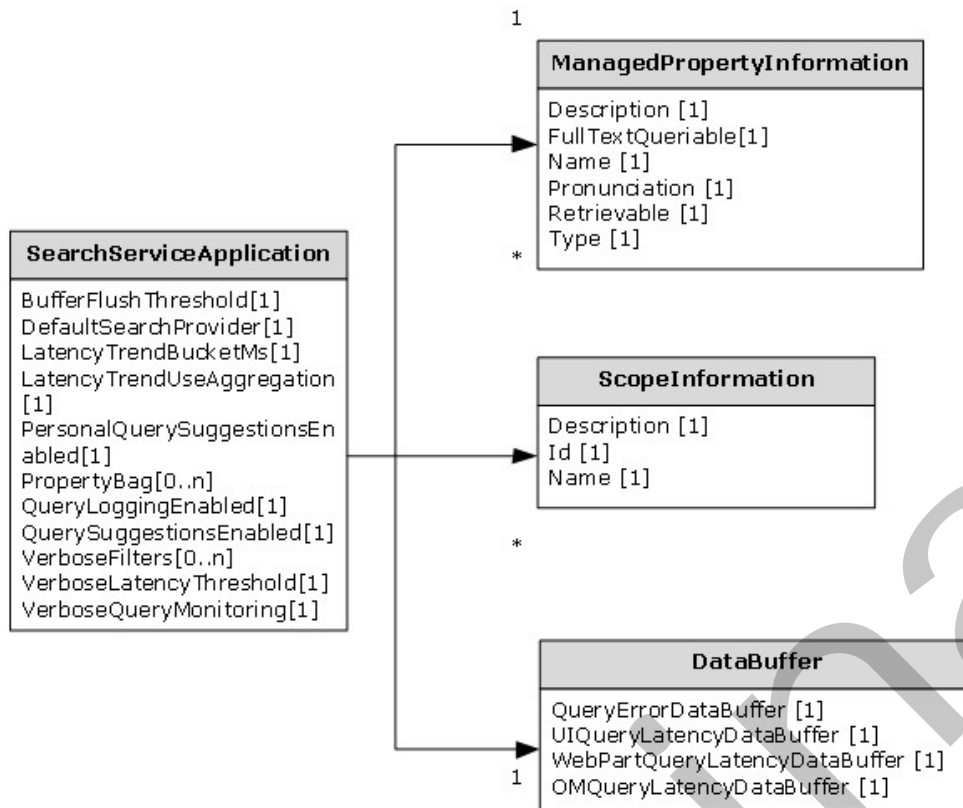 1
ManagedPropertyInformation
Description [1]
FullTextQueriable[1]
Name [1]
Pronunciation [1]
Retrievable [1]
Type [1]
*
SearchServiceApplication
BufferFlushThreshold[1]
DefaultSearchProvider[1]
LatencyTrendBucketMs[1]
LatencyTrendUseAggregation
[1]
PersonalQuerySuggestionsEn
abled[1]
PropertyBag[0..n]
QueryLoggingEnabled[1]
QuerySuggestionsEnabled[1]
VerboseFilters[0..n]
VerboseLatencyThreshold[1]
VerboseQueryMonitoring[1]
ScopeInformation
Description [1]
Id [1]
Name [1]
*
DataBuffer
QueryErrorDataBuffer [1]
UIQueryLatencyDataBuffer [1]
WebPartQueryLatencyDataBuffer [1]
OMQueryLatencyDataBuffer [1]
1